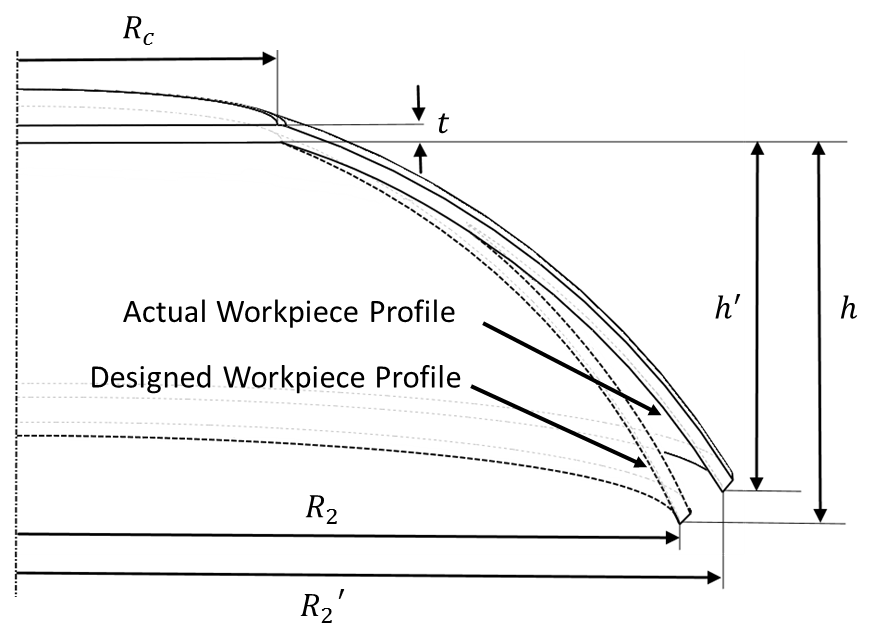 R_c
t
h′
h
Actual Workpiece Profile
Designed Workpiece Profile
R_2
R_2′